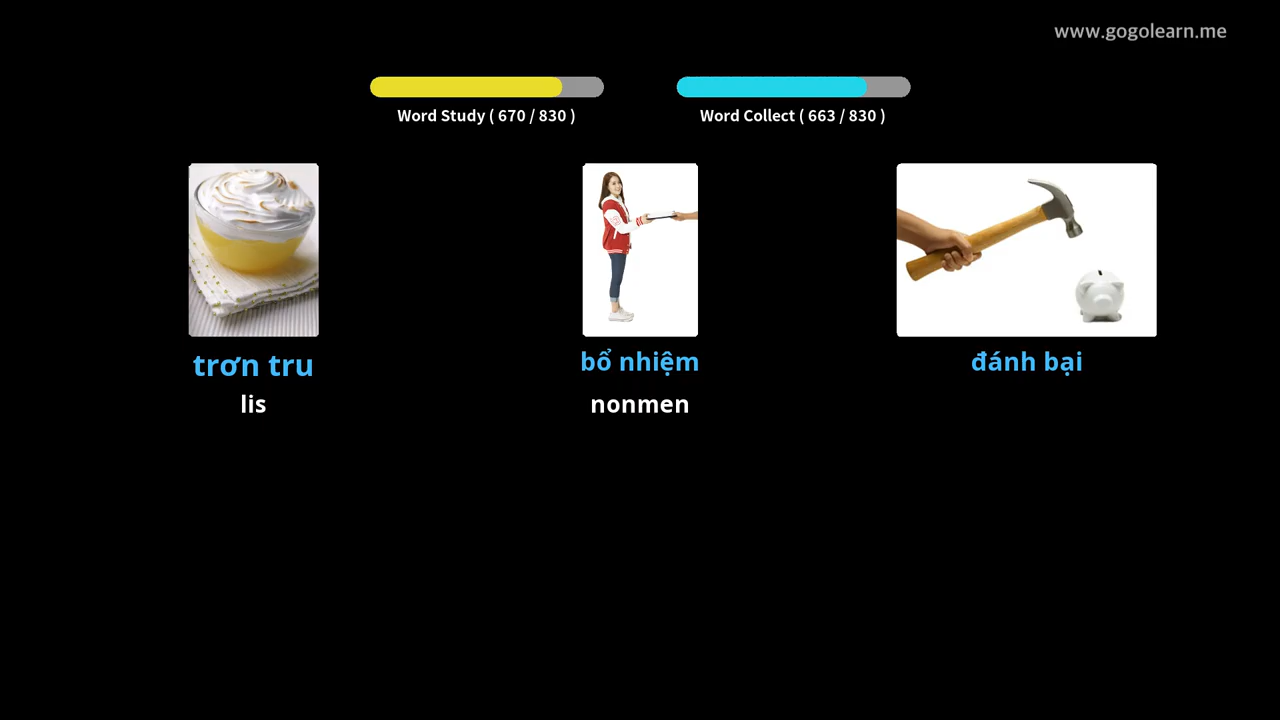 www.gogolearn.me
Word Study ( 670 / 830 )
Word Collect ( 663 / 830 )
trơn tru
bổ nhiệm
đánh bại
lis
nonmen